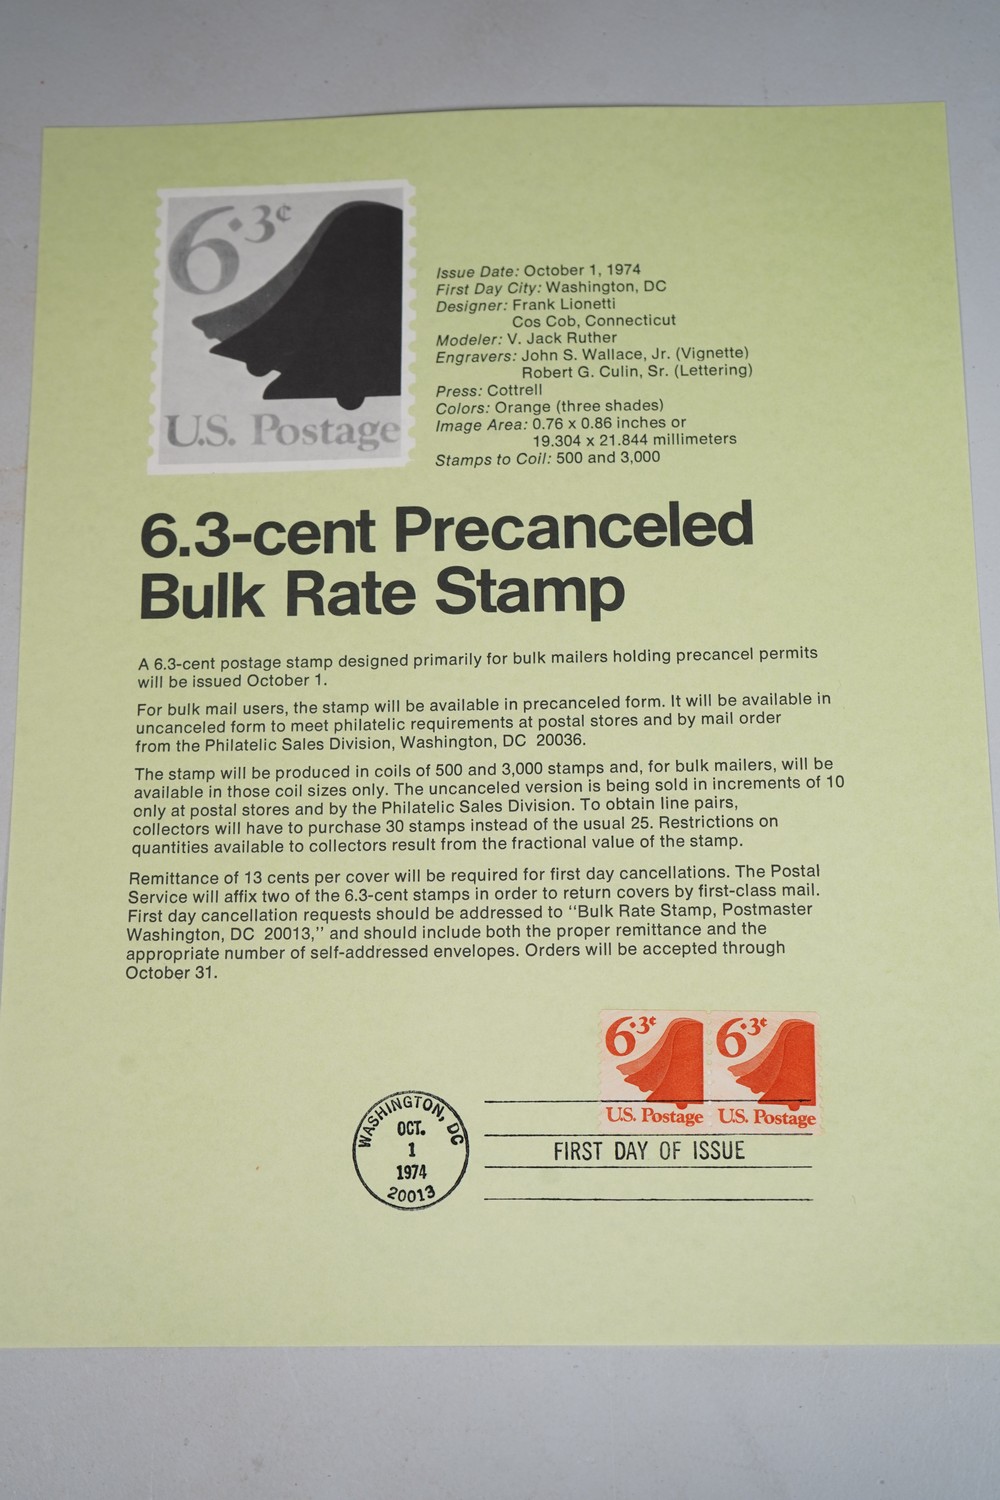 6.3¢
U.S. Postage
Issue Date: October 1, 1974
First Day City: Washington, DC
Designer: Frank Lionetti
Cos Cob, Connecticut
Modeler: V. Jack Ruther
Engravers: John S. Wallace, Jr. (Vignette)
Robert G. Culin, Sr. (Lettering)
Press: Cottrell
Colors: Orange (three shades)
Image Area: 0.76 x 0.86 inches or
19.304 x 21.844 millimeters
Stamps to Coil: 500 and 3,000
6.3-cent Precanceled
Bulk Rate Stamp
A 6.3-cent postage stamp designed primarily for bulk mailers holding precancel permits
will be issued October 1.
For bulk mail users, the stamp will be available in precanceled form. It will be available in
uncanceled form to meet philatelic requirements at postal stores and by mail order
from the Philatelic Sales Division, Washington, DC 20036.
The stamp will be produced in coils of 500 and 3,000 stamps and, for bulk mailers, will be
available in those coil sizes only. The uncanceled version is being sold in increments of 10
only at postal stores and by the Philatelic Sales Division. To obtain line pairs,
collectors will have to purchase 30 stamps instead of the usual 25. Restrictions on
quantities available to collectors result from the fractional value of the stamp.
Remittance of 13 cents per cover will be required for first day cancellations. The Postal
Service will affix two of the 6.3-cent stamps in order to return covers by first-class mail.
First day cancellation requests should be addressed to “Bulk Rate Stamp, Postmaster
Washington, DC 20013,” and should include both the proper remittance and the
appropriate number of self-addressed envelopes. Orders will be accepted through
October 31.
6.3¢ 6.3¢
U.S. Postage U.S. Postage
WASHINGTON, DC
OCT.
1
1974
20013
FIRST DAY OF ISSUE